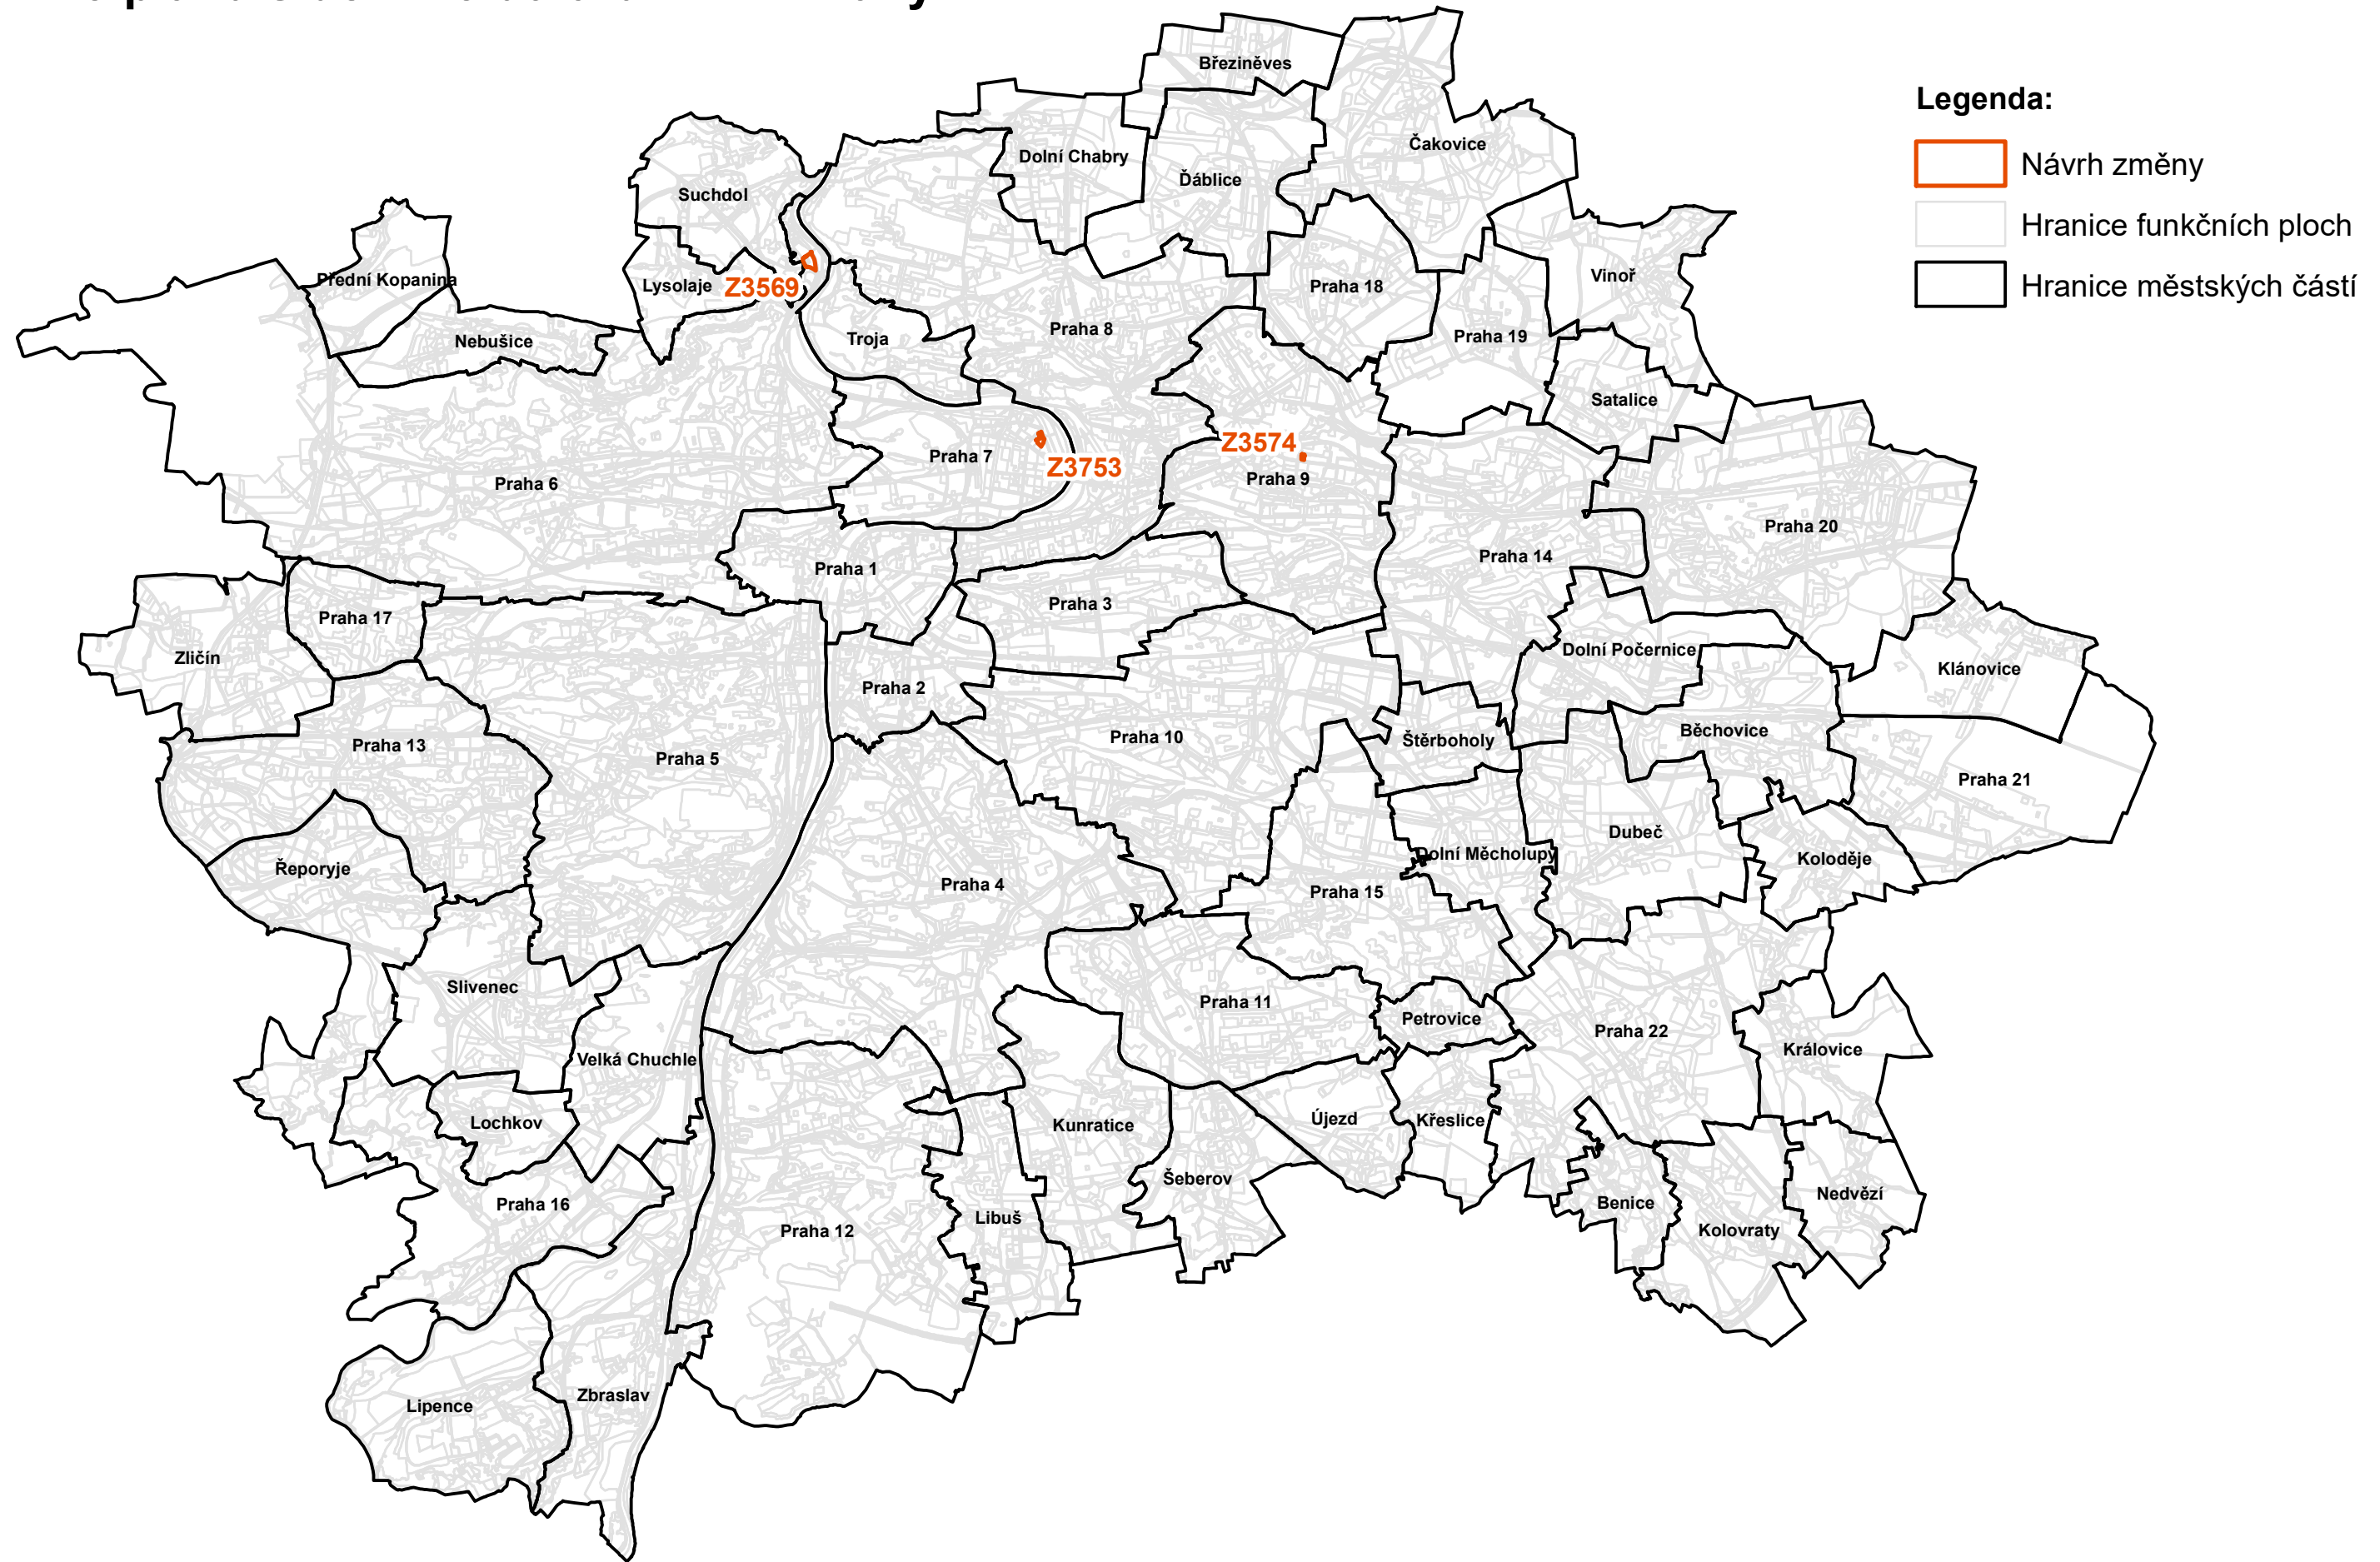 Březiněves
Legenda:
Návrh změny
Hranice funkčních ploch
Hranice městských částí
Čakovice
Dolní Chabry
Ďáblice
Suchdol
Přední Kopanina
Lysolaje
Z3569
Praha 18
Vinoř
Nebušice
Troja
Praha 8
Praha 19
Satalice
Praha 6
Praha 7
Z3753
Z3574
Praha 9
Praha 20
Praha 14
Praha 1
Praha 3
Praha 17
Zličín
Dolní Počernice
Klánovice
Praha 2
Praha 13
Praha 5
Praha 10
Štěrboholy
Běchovice
Praha 21
Dubeč
Koloděje
Řeporyje
Praha 4
Praha 15
Dolní Měcholupy
Slivenec
Praha 11
Petrovice
Praha 22
Královice
Velká Chuchle
Lochkov
Kunratice
Újezd
Křeslice
Šeberov
Praha 16
Praha 12
Libuš
Benice
Nedvězí
Kolovraty
Lipence
Zbraslav